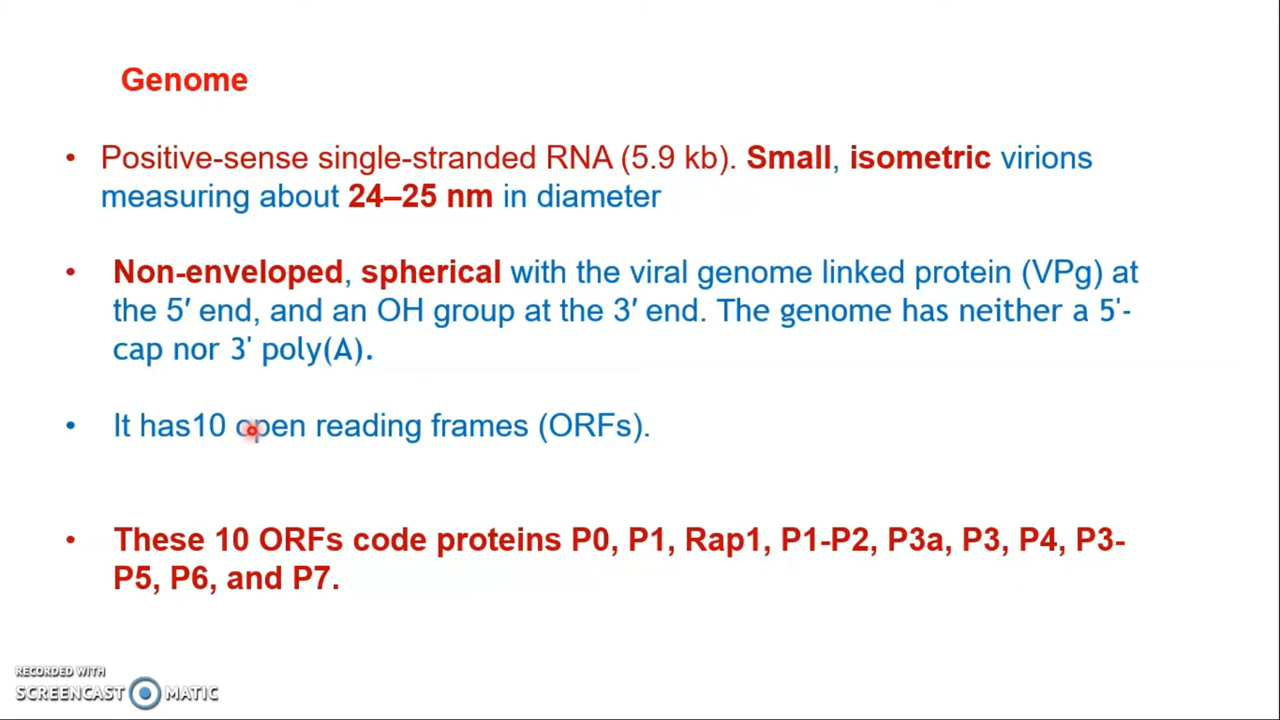 Genome
• Positive-sense single-stranded RNA (5.9 kb). Small, isometric virions
measuring about 24–25 nm in diameter
• Non-enveloped, spherical with the viral genome linked protein (VPg) at
the 5′ end, and an OH group at the 3′ end. The genome has neither a 5'-
cap nor 3' poly(A).
• It has10 open reading frames (ORFs).
• These 10 ORFs code proteins P0, P1, Rap1, P1-P2, P3a, P3, P4, P3-
P5, P6, and P7.
RECORDED WITH
SCREENCAST MATIC